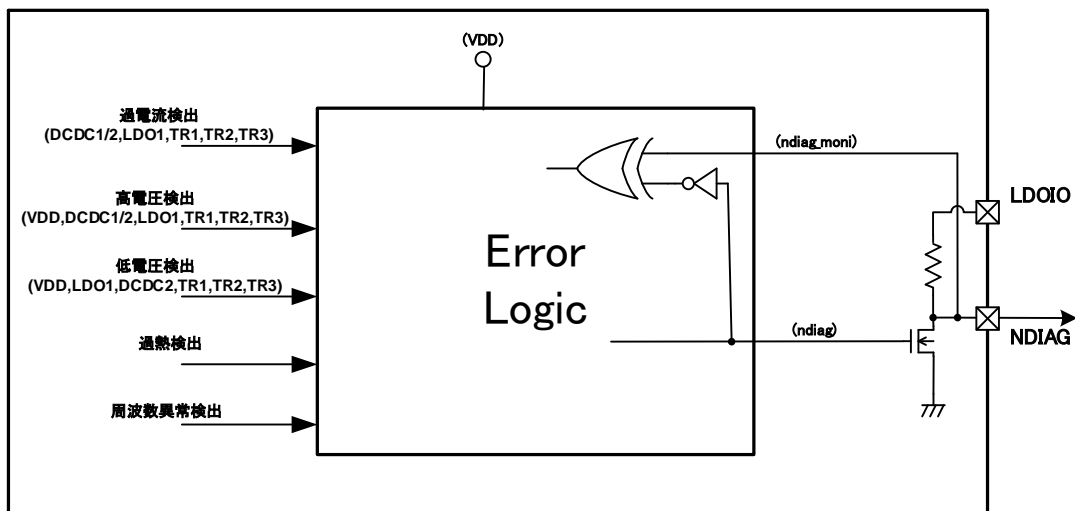 (VDD)
過電流検出
(DCDC1/2,LDO1,TR1,TR2,TR3)
高電圧検出
(VDD,DCDC1/2,LDO1,TR1,TR2,TR3)
低電圧検出
(VDD,LDO1,DCDC2,TR1,TR2,TR3)
過熱検出
周波数異常検出
Error
Logic
(ndiag_moni)
(ndiag)
LDOIO
NDIAG